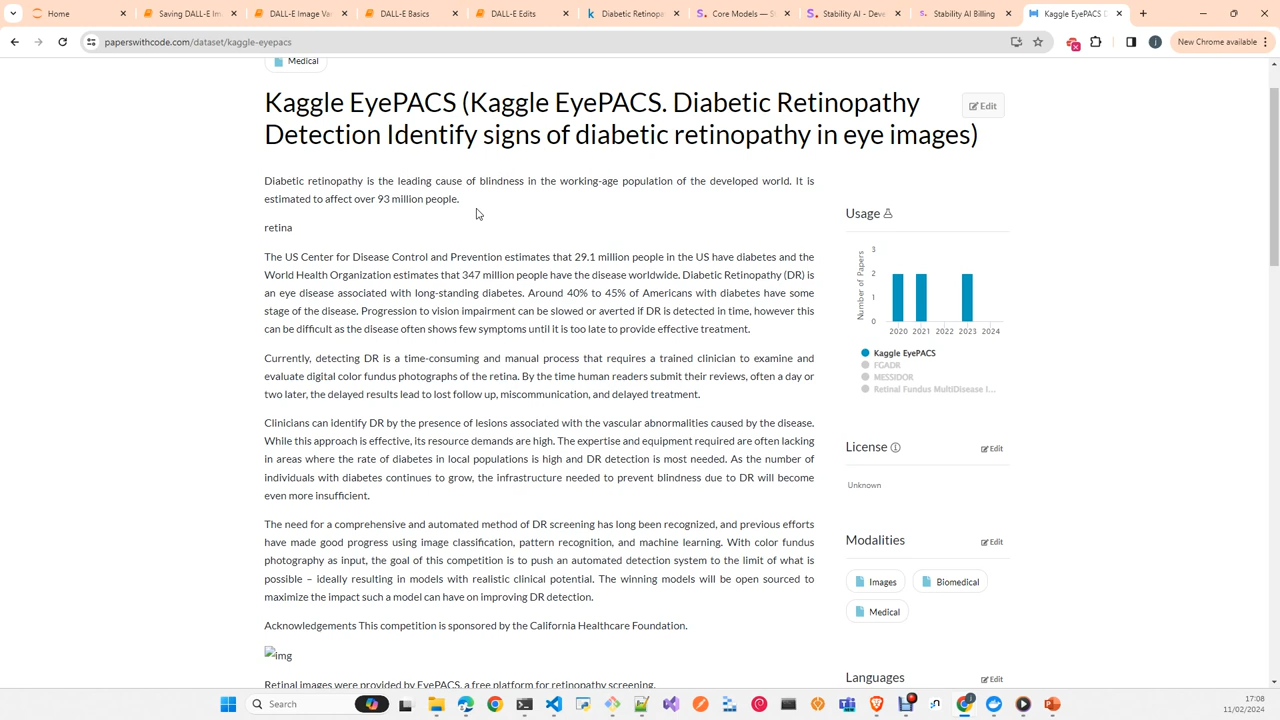 Home
Saving DALL-E Im
DALL-E Image Var
DALL-E Basics
DALL-E Edits
Diabetic Retinopa
Core Models — St
Stability AI - Deve
Stability AI Billing
Kaggle EyePACS D
paperswithcode.com/dataset/kaggle-eyepacs
New Chrome available
Medical
Kaggle EyePACS (Kaggle EyePACS. Diabetic Retinopathy
Detection Identify signs of diabetic retinopathy in eye images)
Edit
Diabetic retinopathy is the leading cause of blindness in the working-age population of the developed world. It is
estimated to affect over 93 million people.
retina
The US Center for Disease Control and Prevention estimates that 29.1 million people in the US have diabetes and the
World Health Organization estimates that 347 million people have the disease worldwide. Diabetic Retinopathy (DR) is
an eye disease associated with long-standing diabetes. Around 40% to 45% of Americans with diabetes have some
stage of the disease. Progression to vision impairment can be slowed or averted if DR is detected in time, however this
can be difficult as the disease often shows few symptoms until it is too late to provide effective treatment.
Currently, detecting DR is a time-consuming and manual process that requires a trained clinician to examine and
evaluate digital color fundus photographs of the retina. By the time human readers submit their reviews, often a day or
two later, the delayed results lead to lost follow up, miscommunication, and delayed treatment.
Clinicians can identify DR by the presence of lesions associated with the vascular abnormalities caused by the disease.
While this approach is effective, its resource demands are high. The expertise and equipment required are often lacking
in areas where the rate of diabetes in local populations is high and DR detection is most needed. As the number of
individuals with diabetes continues to grow, the infrastructure needed to prevent blindness due to DR will become
even more insufficient.
The need for a comprehensive and automated method of DR screening has long been recognized, and previous efforts
have made good progress using image classification, pattern recognition, and machine learning. With color fundus
photography as input, the goal of this competition is to push an automated detection system to the limit of what is
possible – ideally resulting in models with realistic clinical potential. The winning models will be open sourced to
maximize the impact such a model can have on improving DR detection.
Acknowledgements This competition is sponsored by the California Healthcare Foundation.
img
Retinal images were provided by EyePACS, a free platform for retinopathy screening.
Usage
Number of Papers
3
2
1
0
2020 2021 2022 2023 2024
Kaggle EyePACS
FGADR
MESSIDOR
Retinal Fundus MultiDisease I...
License
Edit
Unknown
Modalities
Edit
Images
Biomedical
Medical
Languages
Edit
Search
17:08
11/02/2024